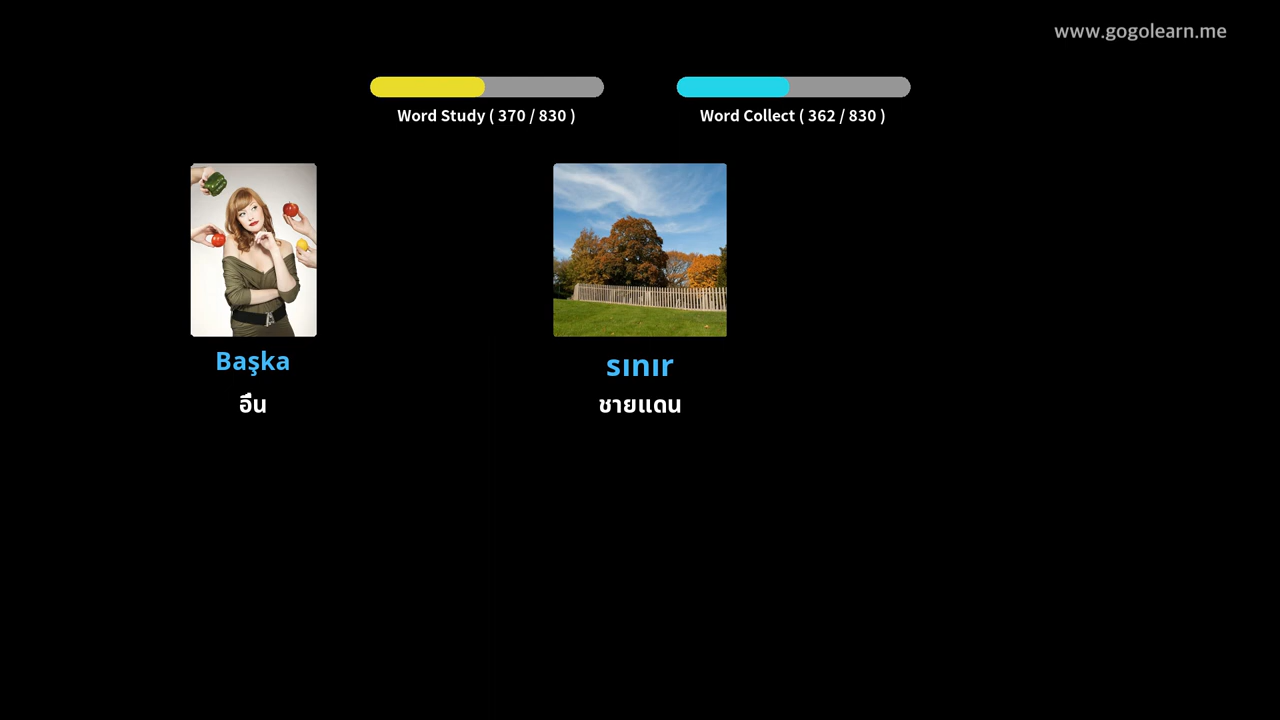 www.gogolearn.me
Word Study ( 370 / 830 )
Word Collect ( 362 / 830 )
Başka
อื่น
sınır
ชายแดน